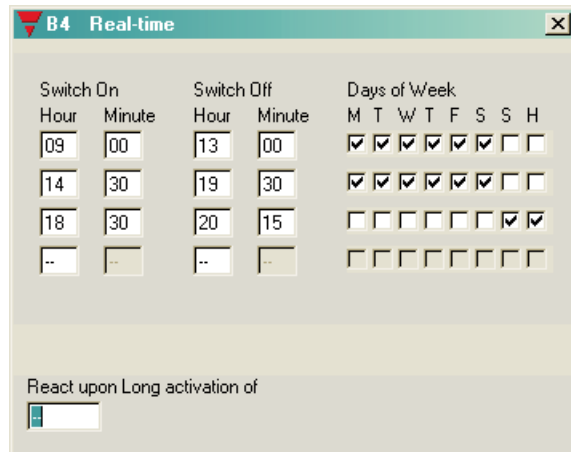 B4 Real-time
Switch On Switch Off Days of Week
Hour Minute Hour Minute M T W T F S S H
09 00 13 00
14 30 19 30
18 30 20 15
-- -- -- --
React upon Long activation of
--